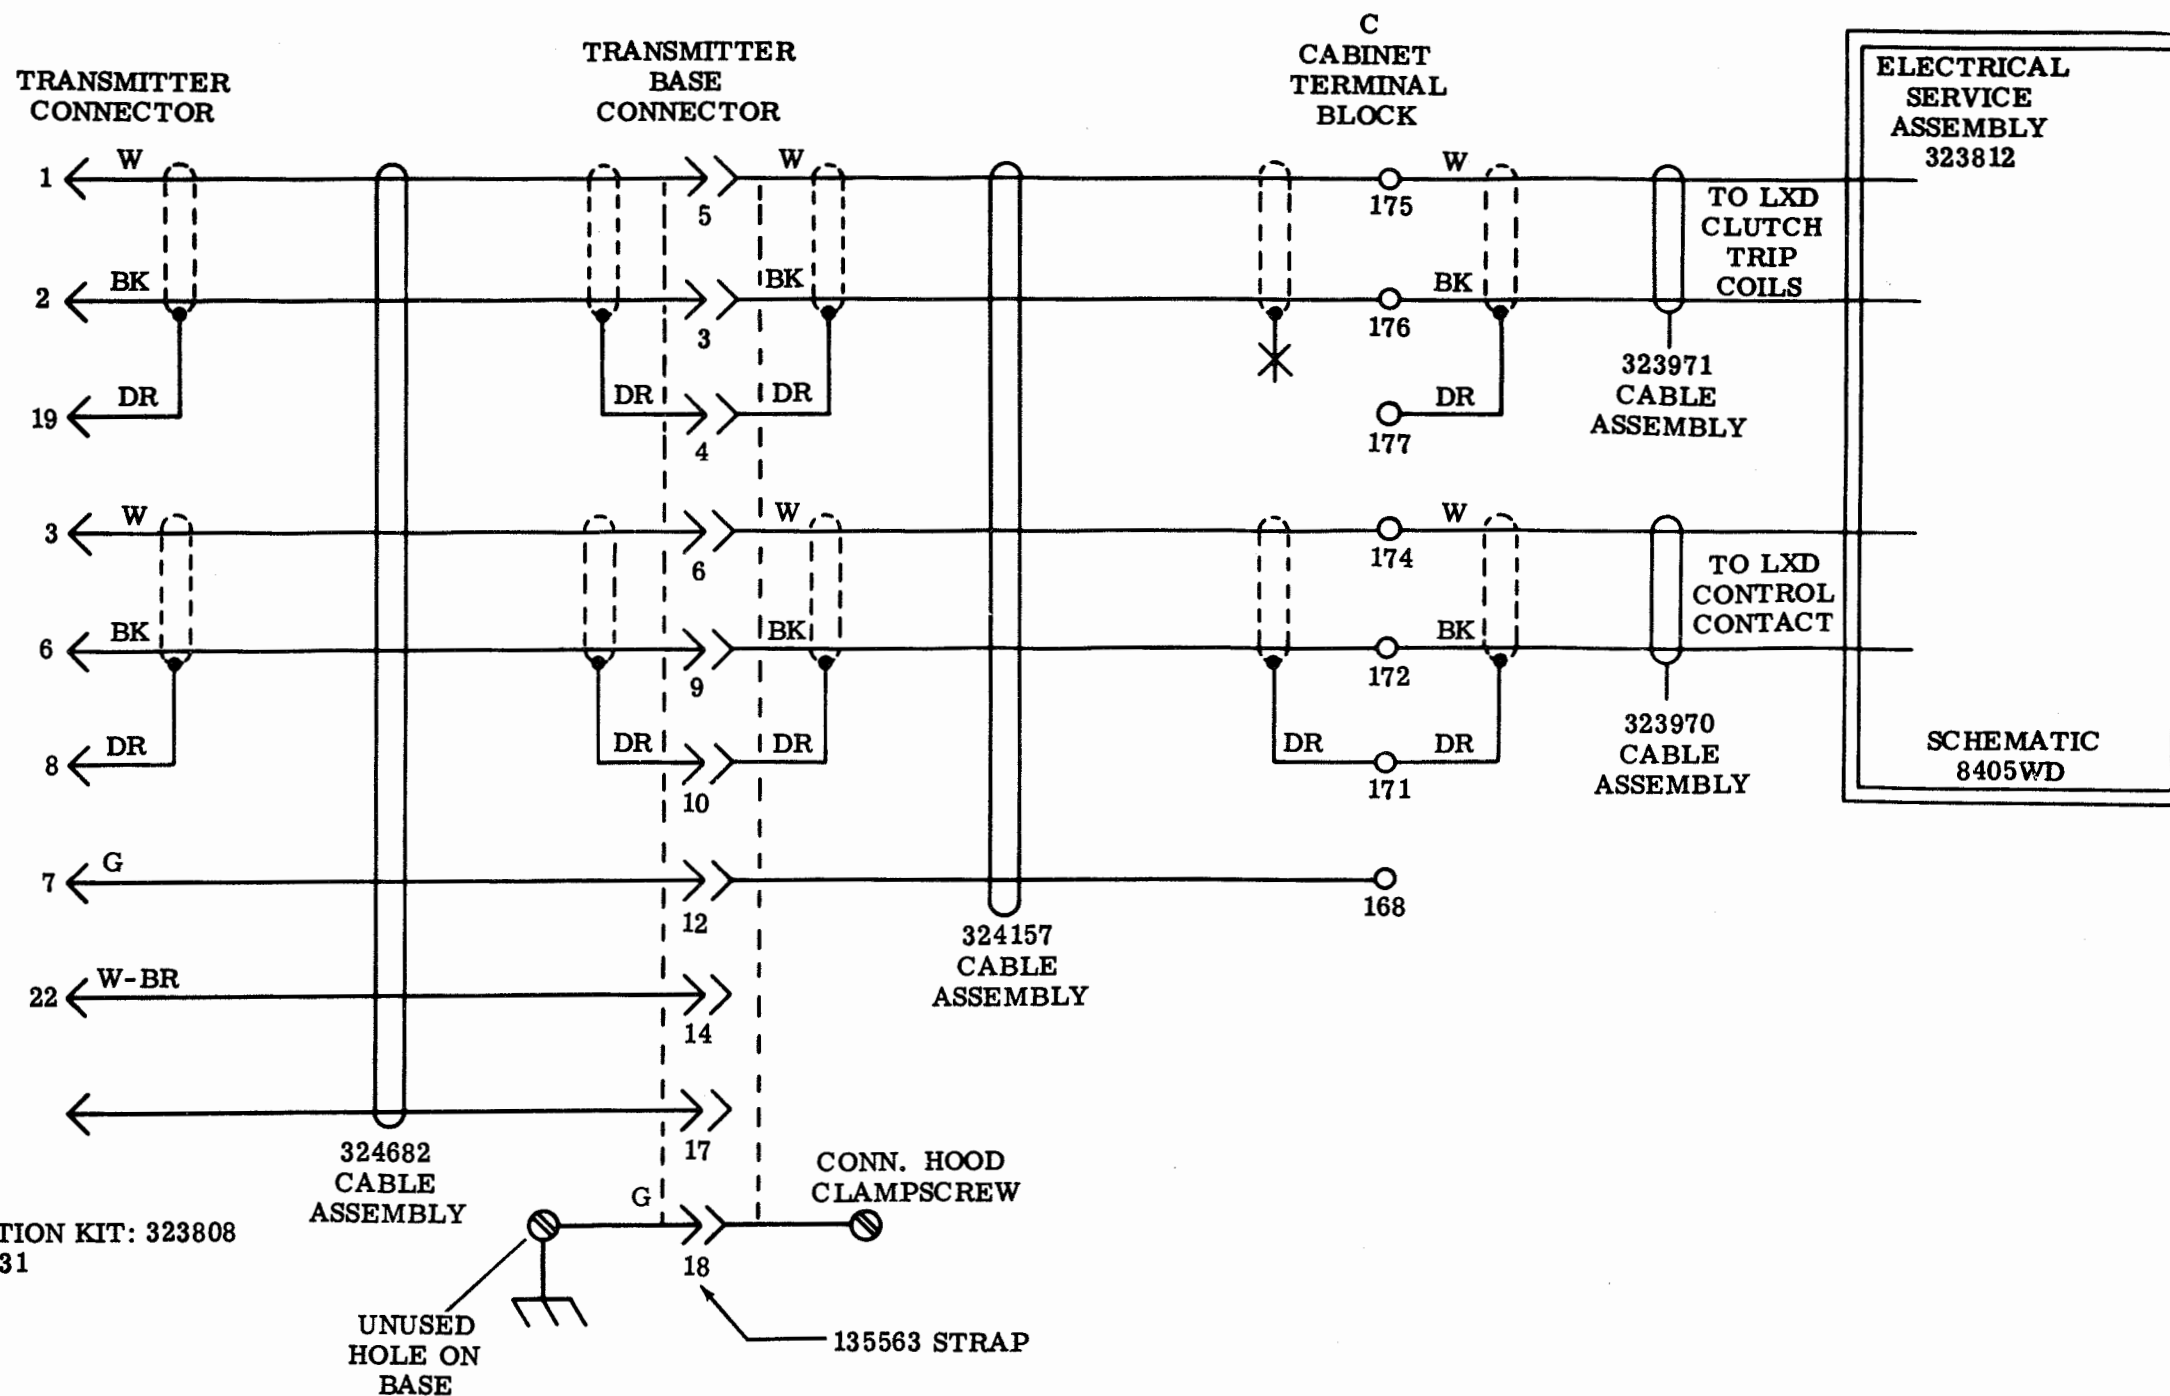 TRANSMITTER
CONNECTOR
TRANSMITTER
BASE
CONNECTOR
C
CABINET
TERMINAL
BLOCK
ELECTRICAL
SERVICE
ASSEMBLY
323812
1
W
5
W
175
W
TO LXD
CLUTCH
TRIP
COILS
2
BK
3
BK
176
BK
323971
CABLE
ASSEMBLY
19
DR
DR
4
DR
177
DR
3
W
6
W
174
W
TO LXD
CONTROL
CONTACT
6
BK
9
BK
172
BK
323970
CABLE
ASSEMBLY
8
DR
DR
10
DR
DR
171
DR
SCHEMATIC
8405WD
7
G
12
168
324157
CABLE
ASSEMBLY
22
W-BR
14
17
324682
CABLE
ASSEMBLY
CONN. HOOD
CLAMPSCREW
G
18
TION KIT: 323808
31
UNUSED
HOLE ON
BASE
135563 STRAP